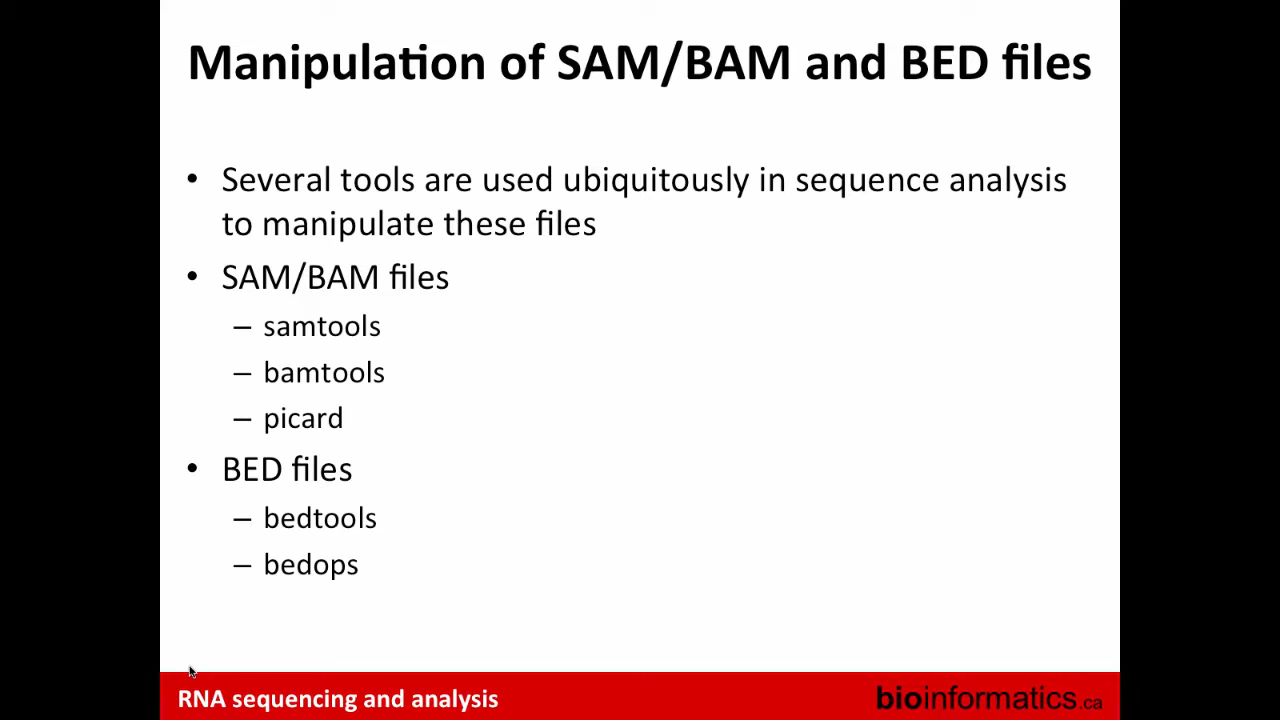 Manipulation of SAM/BAM and BED files
• Several tools are used ubiquitously in sequence analysis
to manipulate these files
• SAM/BAM files
– samtools
– bamtools
– picard
• BED files
– bedtools
– bedops
RNA sequencing and analysis
bioinformatics.ca